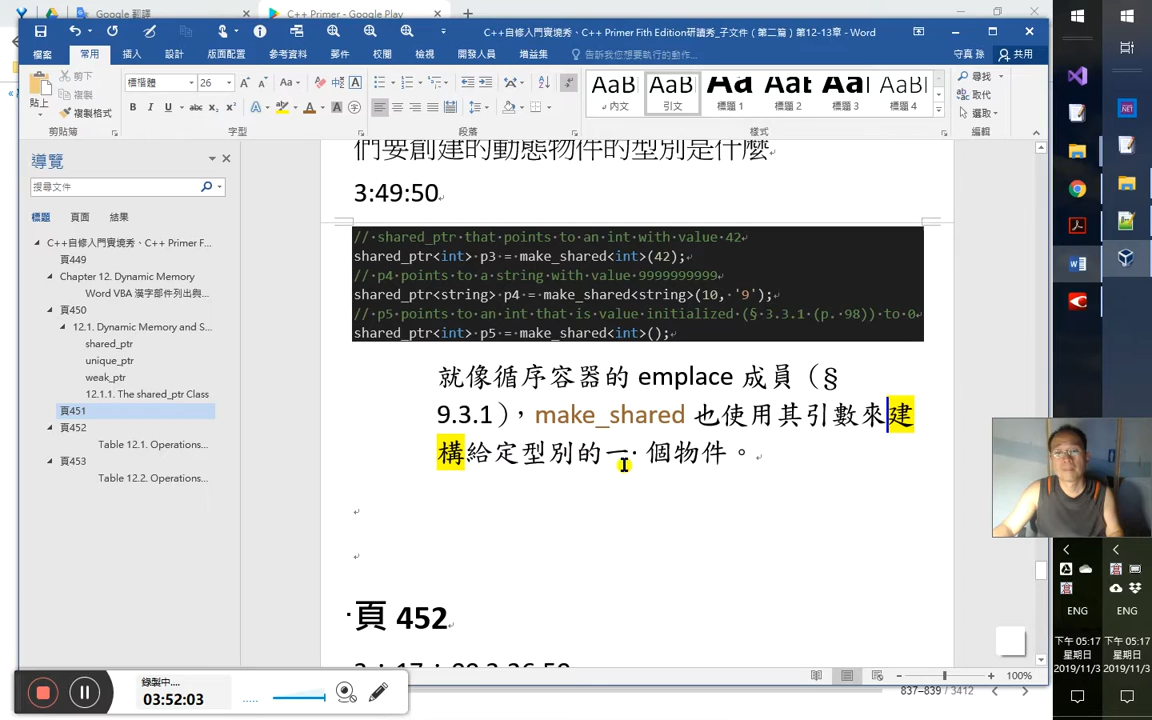 Google 翻譯
C++ Primer - Google Play
C++自修入門實境秀、C++ Primer Fith Edition研讀秀_子文件（第二篇）12-13章 - Word
檔案
常用
插入
設計
版面配置
參考資料
郵件
校閱
檢視
開發人員
增益集
告訴我您想要執行的動作...
守真 孫
共用
貼上
剪下
複製
複製格式
剪貼簿
標楷體
26
字型
段落
AaB
AaB
Aa
Aat
AaB
AaB
內文
引文
標題 1
標題 2
標題 3
標題 4
樣式
尋找
取代
選取
編輯
導覽
搜尋文件
標題
頁面
結果
C++自修入門實境秀、C++ Primer F...
頁449
Chapter 12. Dynamic Memory
Word VBA 漢字部件列出與...
頁450
12.1. Dynamic Memory and S...
shared_ptr
unique_ptr
weak_ptr
12.1.1. The shared_ptr Class
頁451
頁452
Table 12.1. Operations...
頁453
Table 12.2. Operations...
們要創建的動態物件的型別是什麼
3:49:50
// shared_ptr that points to an int with value 42
shared_ptr<int> p3 = make_shared<int>(42);
// p4 points to a string with value 9999999999
shared_ptr<string> p4 = make_shared<string>(10, '9');
// p5 points to an int that is value initialized (§ 3.3.1 (p. 98)) to 0
shared_ptr<int> p5 = make_shared<int>();
就像循序容器的 emplace 成員（§
9.3.1），make_shared 也使用其引數來建
構給定型別的一 個物件。
頁 452
錄製中...
03:52:03
837–839 / 3412
100%
ENG
ENG
下午 05:17
星期日
2019/11/3
下午 05:17
星期日
2019/11/3